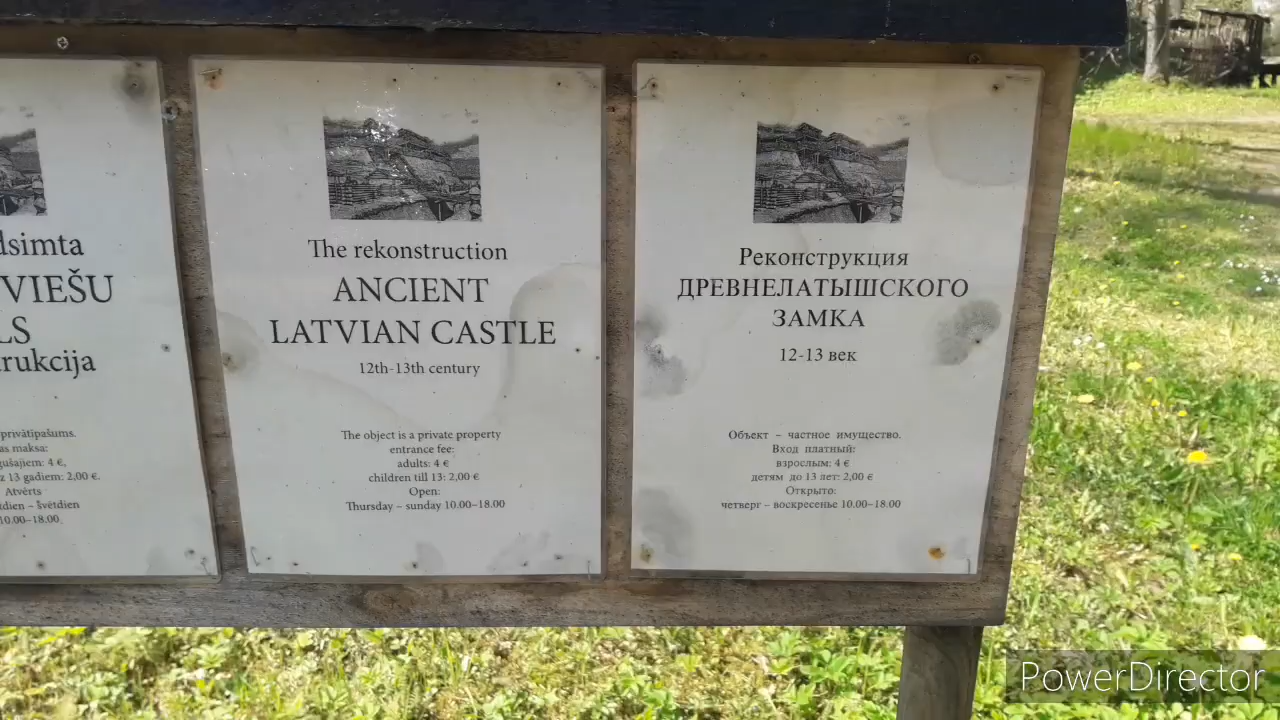 dsimta
VIEŠU
LS
rukcija
privātīpašums.
as maksa:
gušajiem: 4 €,
z 13 gadiem: 2,00 €.
Atvērts
tdien – švētdien
10.00–18.00.
The rekonstruction
ANCIENT
LATVIAN CASTLE
12th-13th century
The object is a private property
entrance fee:
adults: 4 €
children till 13: 2,00 €
Open:
Thursday – sunday 10.00–18.00
Реконструкция
ДРЕВНЕЛАТЫШСКОГО
ЗАМКА
12-13 век
Объект – частное имущество.
Вход платный:
взрослым: 4 €
детям до 13 лет: 2,00 €
Открыто:
четверг – воскресенье 10.00–18.00
PowerDirector